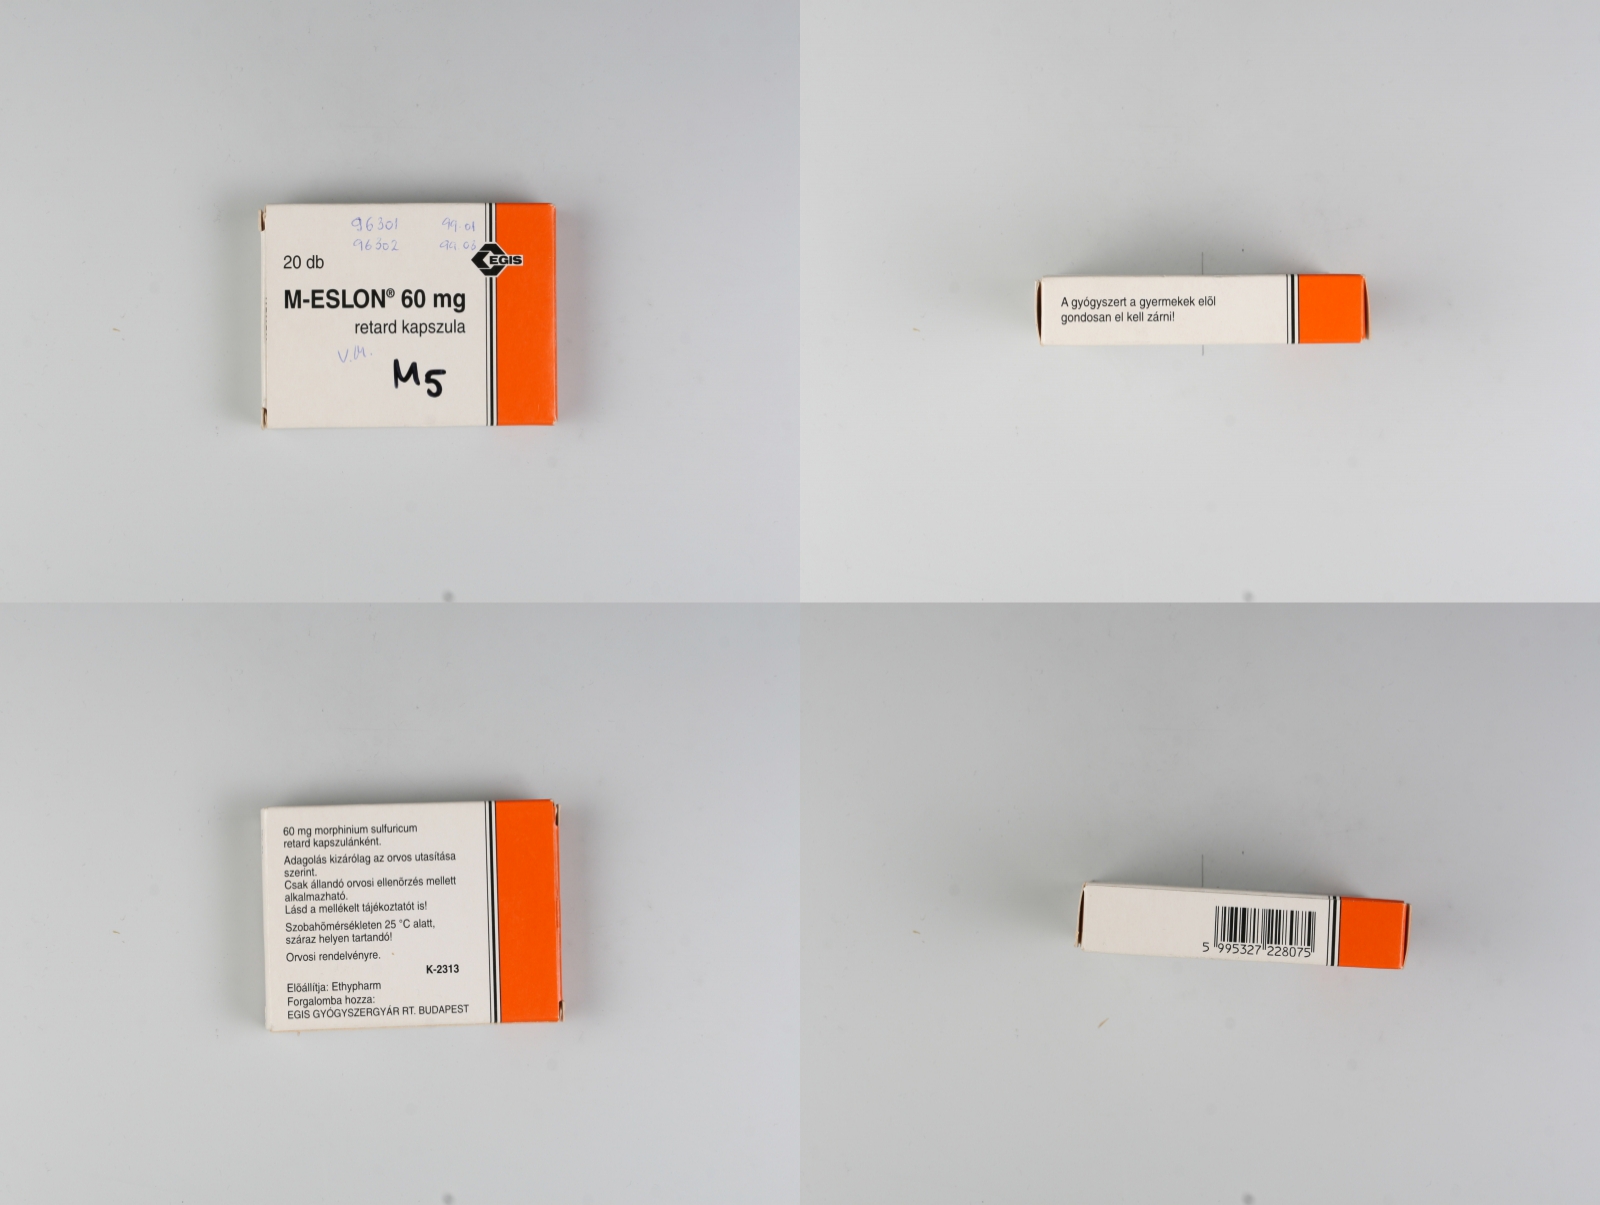 96301 99.01
96302 99.03
20 db
EGIS
M-ESLON® 60 mg
retard kapszula
V.M.
M5
A gyógyszert a gyermekek elől
gondosan el kell zárni!
60 mg morphinium sulfuricum
retard kapszulánként.
Adagolás kizárólag az orvos utasítása
szerint.
Csak állandó orvosi ellenőrzés mellett
alkalmazható.
Lásd a mellékelt tájékoztatót is!
Szobahőmérsékleten 25 °C alatt,
száraz helyen tartandó!
Orvosi rendelvényre.
K-2313
Előállítja: Ethypharm
Forgalomba hozza:
EGIS GYÓGYSZERGYÁR RT. BUDAPEST
5 995327 228075